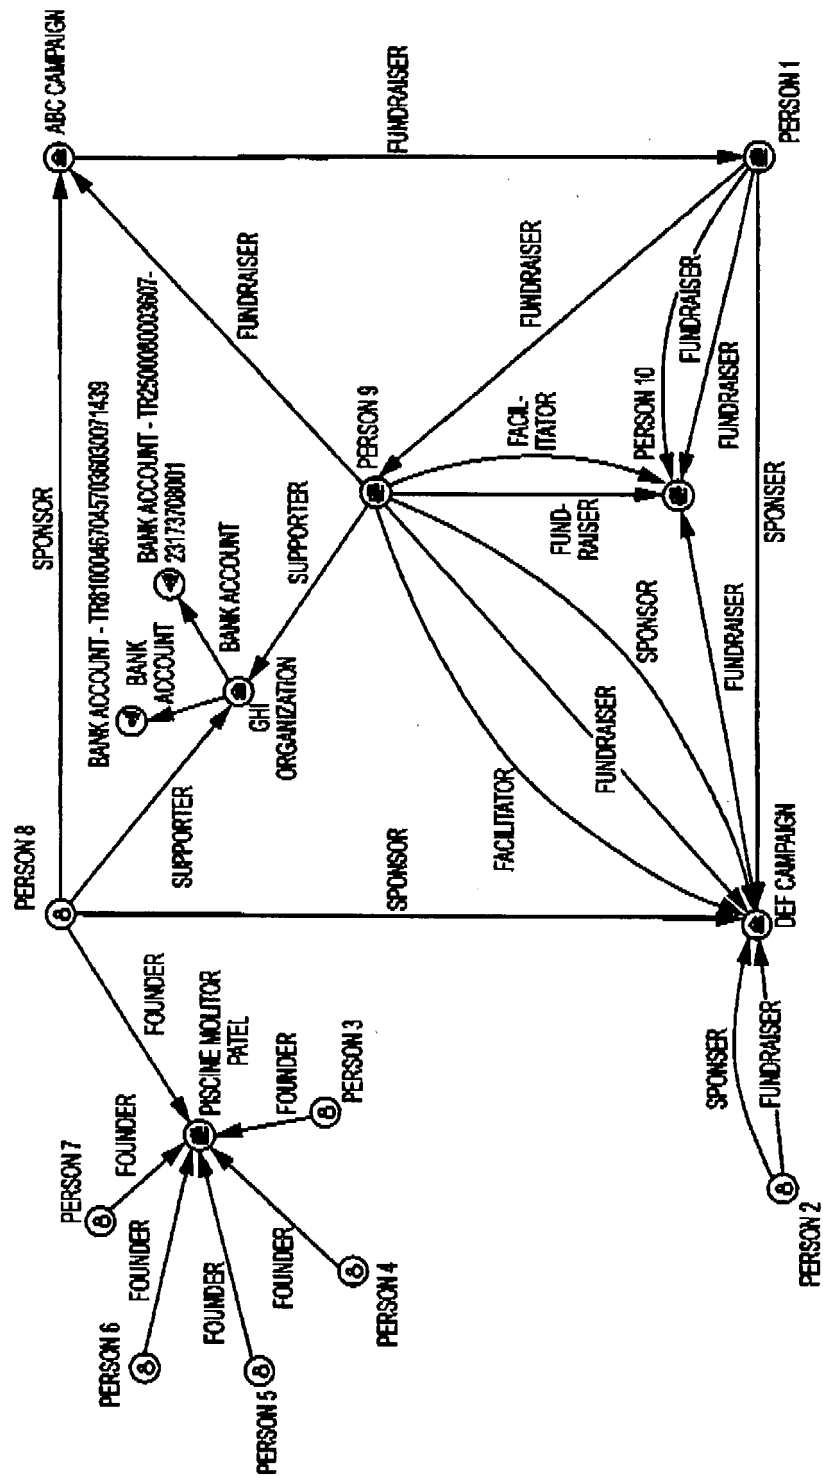 PERSON 8
SPONSOR
ABC CAMPAIGN
PERSON 7
BANK ACCOUNT - TR810004670457036030071439
BANK
ACCOUNT
BANK ACCOUNT - TR25000060003607-
23173708001
PERSON 6
FOUNDER
FOUNDER
FOUNDER
SUPPORTER
BANK ACCOUNT
FUNDRAISER
PISCINE MOLITOR
PATEL
GHI
ORGANIZATION
PERSON 5
FOUNDER
FOUNDER
FOUNDER
SUPPORTER
PERSON 3
PERSON 9
PERSON 4
SPONSOR
FUNDRAISER
FACILITATOR
FACIL-
ITATOR
FUND-
RAISER
FUNDRAISER
FUNDRAISER
SPONSOR
PERSON 10
FUNDRAISER
FUNDRAISER
FUNDRAISER
SPONSER
SPONSER
FUNDRAISER
DEF CAMPAIGN
PERSON 1
PERSON 2